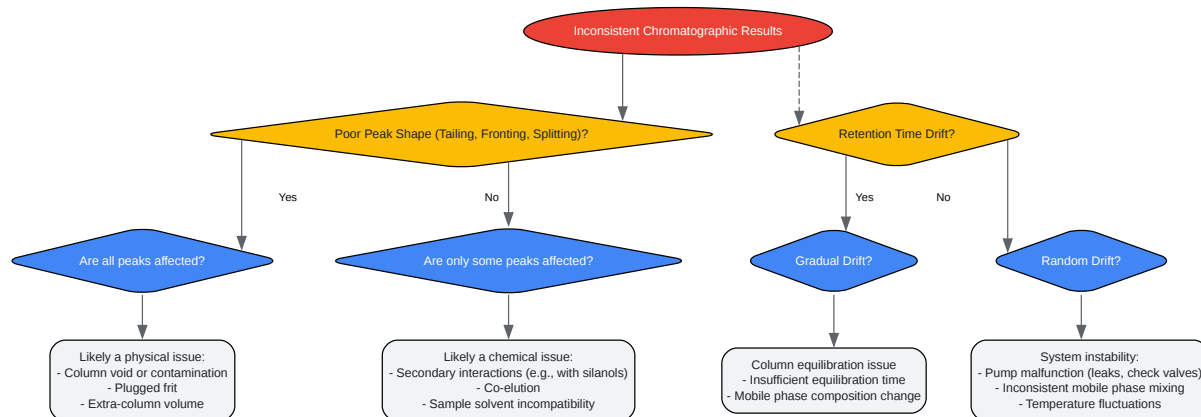 Inconsistent Chromatographic Results
Poor Peak Shape (Tailing, Fronting, Splitting)?
Retention Time Drift?
Yes
No
Yes
No
Are all peaks affected?
Are only some peaks affected?
Gradual Drift?
Random Drift?
Likely a physical issue:
- Column void or contamination
- Plugged frit
- Extra-column volume
Likely a chemical issue:
- Secondary interactions (e.g., with silanols)
- Co-elution
- Sample solvent incompatibility
Column equilibration issue
- Insufficient equilibration time
- Mobile phase composition change
System instability:
- Pump malfunction (leaks, check valves)
- Inconsistent mobile phase mixing
- Temperature fluctuations